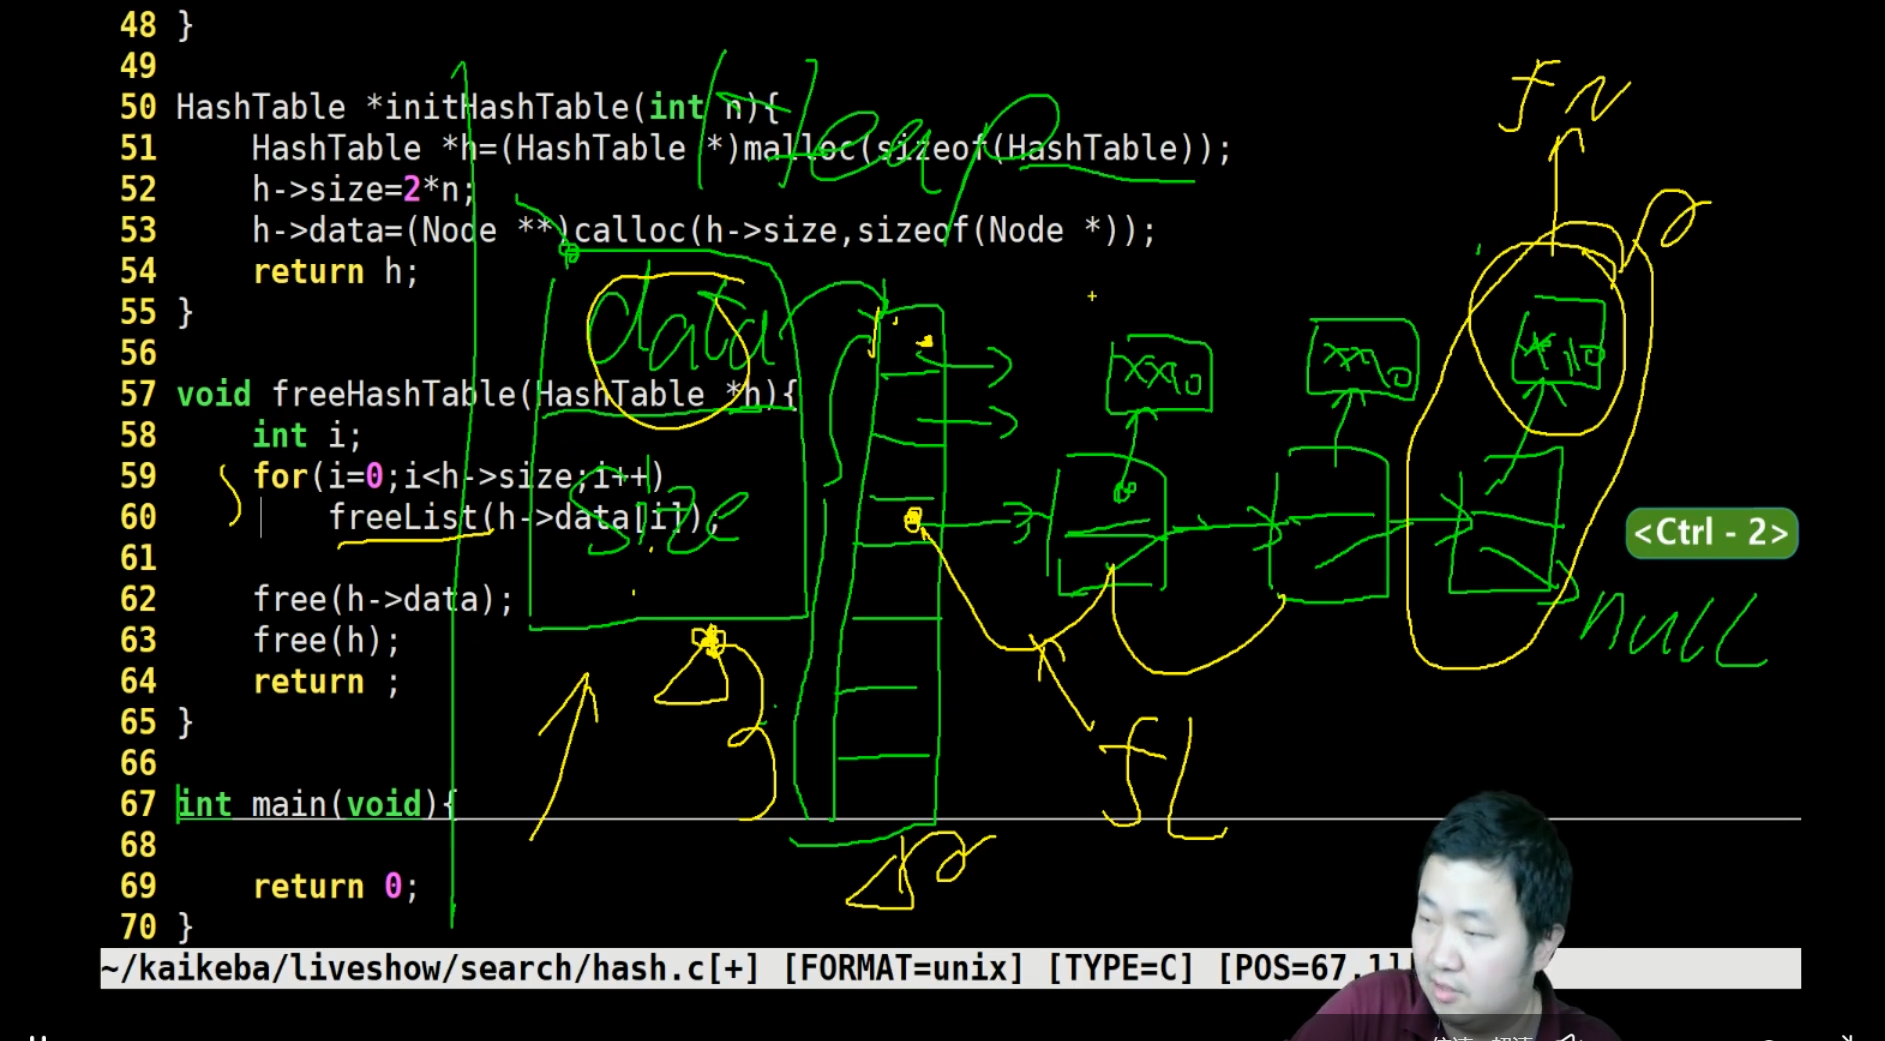 48 }
49
50 HashTable *initHashTable(int n){
51     HashTable *h=(HashTable *)malloc(sizeof(HashTable));
52     h->size=2*n;
53     h->data=(Node **)calloc(h->size,sizeof(Node *));
54     return h;
55 }
56
57 void freeHashTable(HashTable *h){
58     int i;
59     for(i=0;i<h->size;i++)
60         freeList(h->data[i]);
61
62     free(h->data);
63     free(h);
64     return ;
65 }
66
67 int main(void){
68
69     return 0;
70 }
~/kaikeba/liveshow/search/hash.c[+] [FORMAT=unix] [TYPE=C] [POS=67,1]
<Ctrl - 2>
Heap
data
size
fn
xx\0
xx\0
null
fL